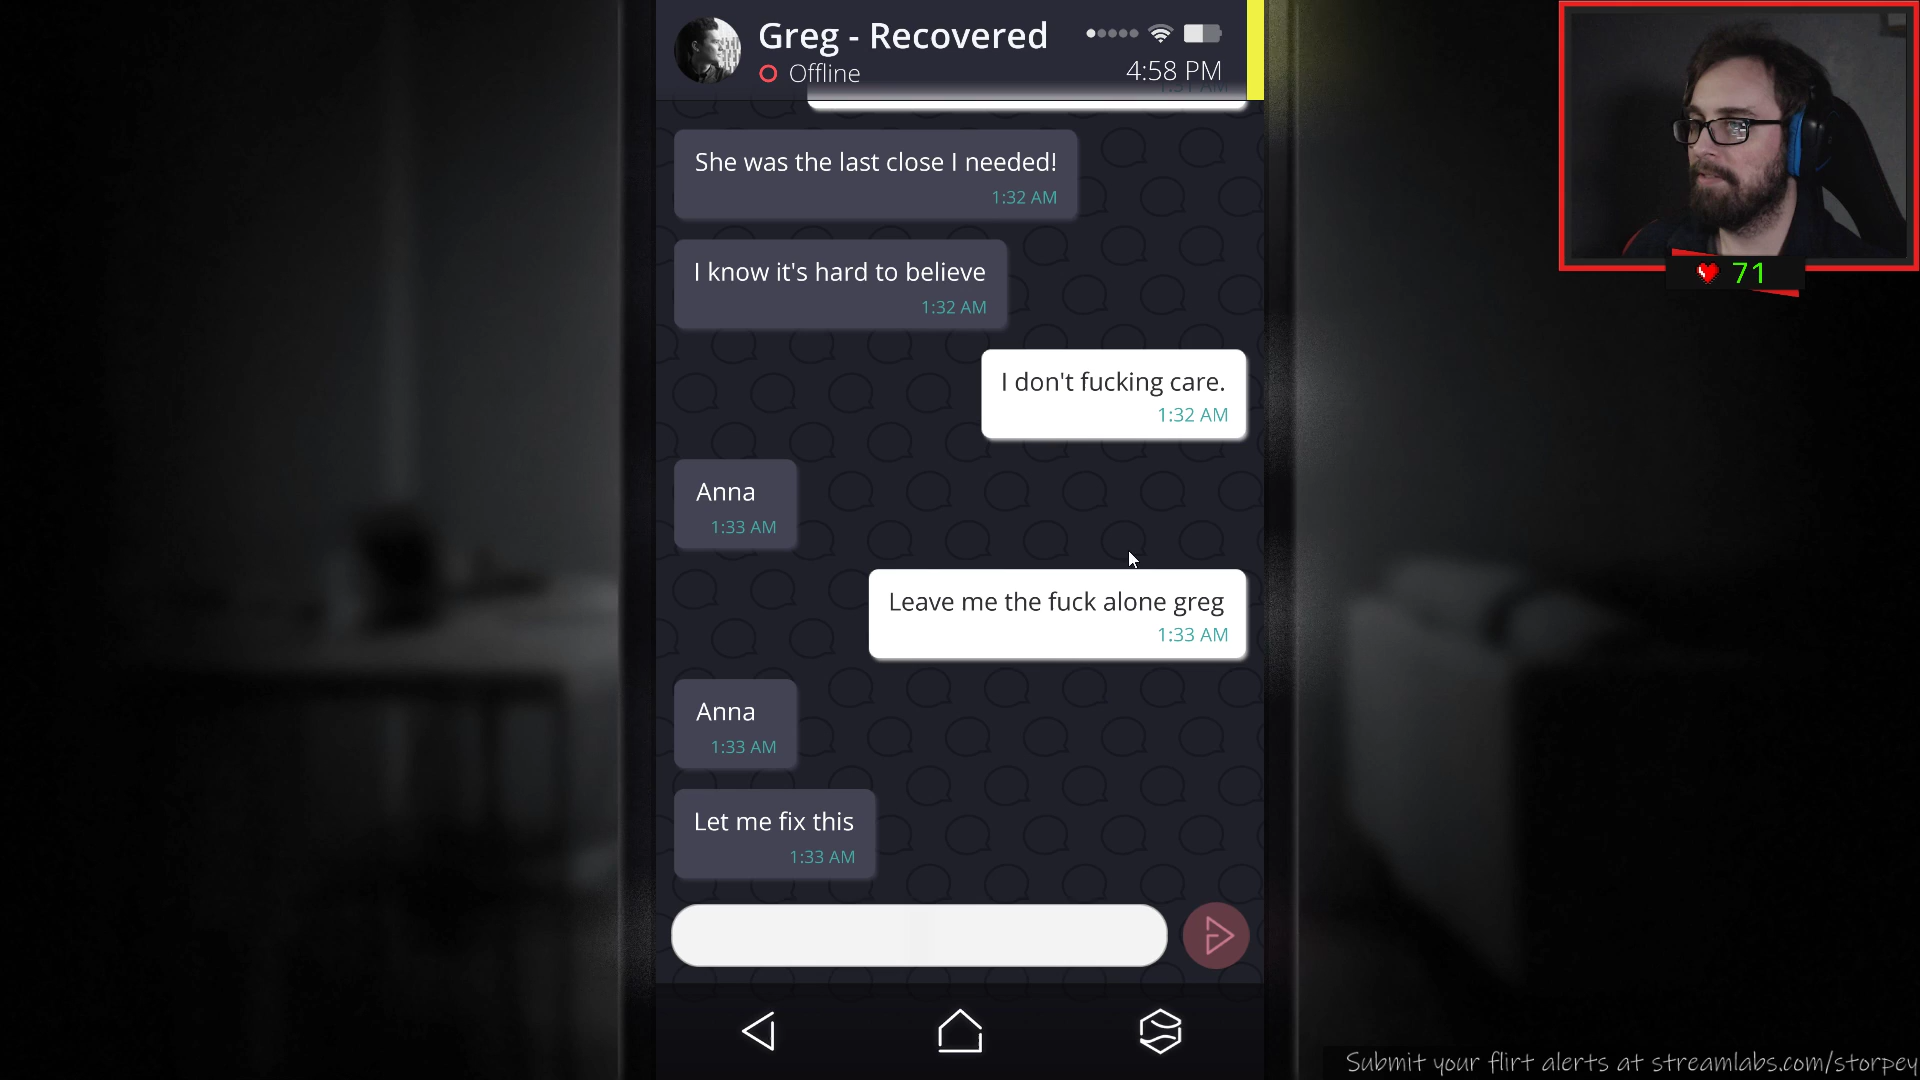 Greg - Recovered
Offline
4:58 PM
1:31 AM
She was the last close I needed!
1:32 AM
I know it's hard to believe
1:32 AM
I don't fucking care.
1:32 AM
Anna
1:33 AM
Leave me the fuck alone greg
1:33 AM
Anna
1:33 AM
Let me fix this
1:33 AM
71
Submit your flirt alerts at streamlabs.com/storpey